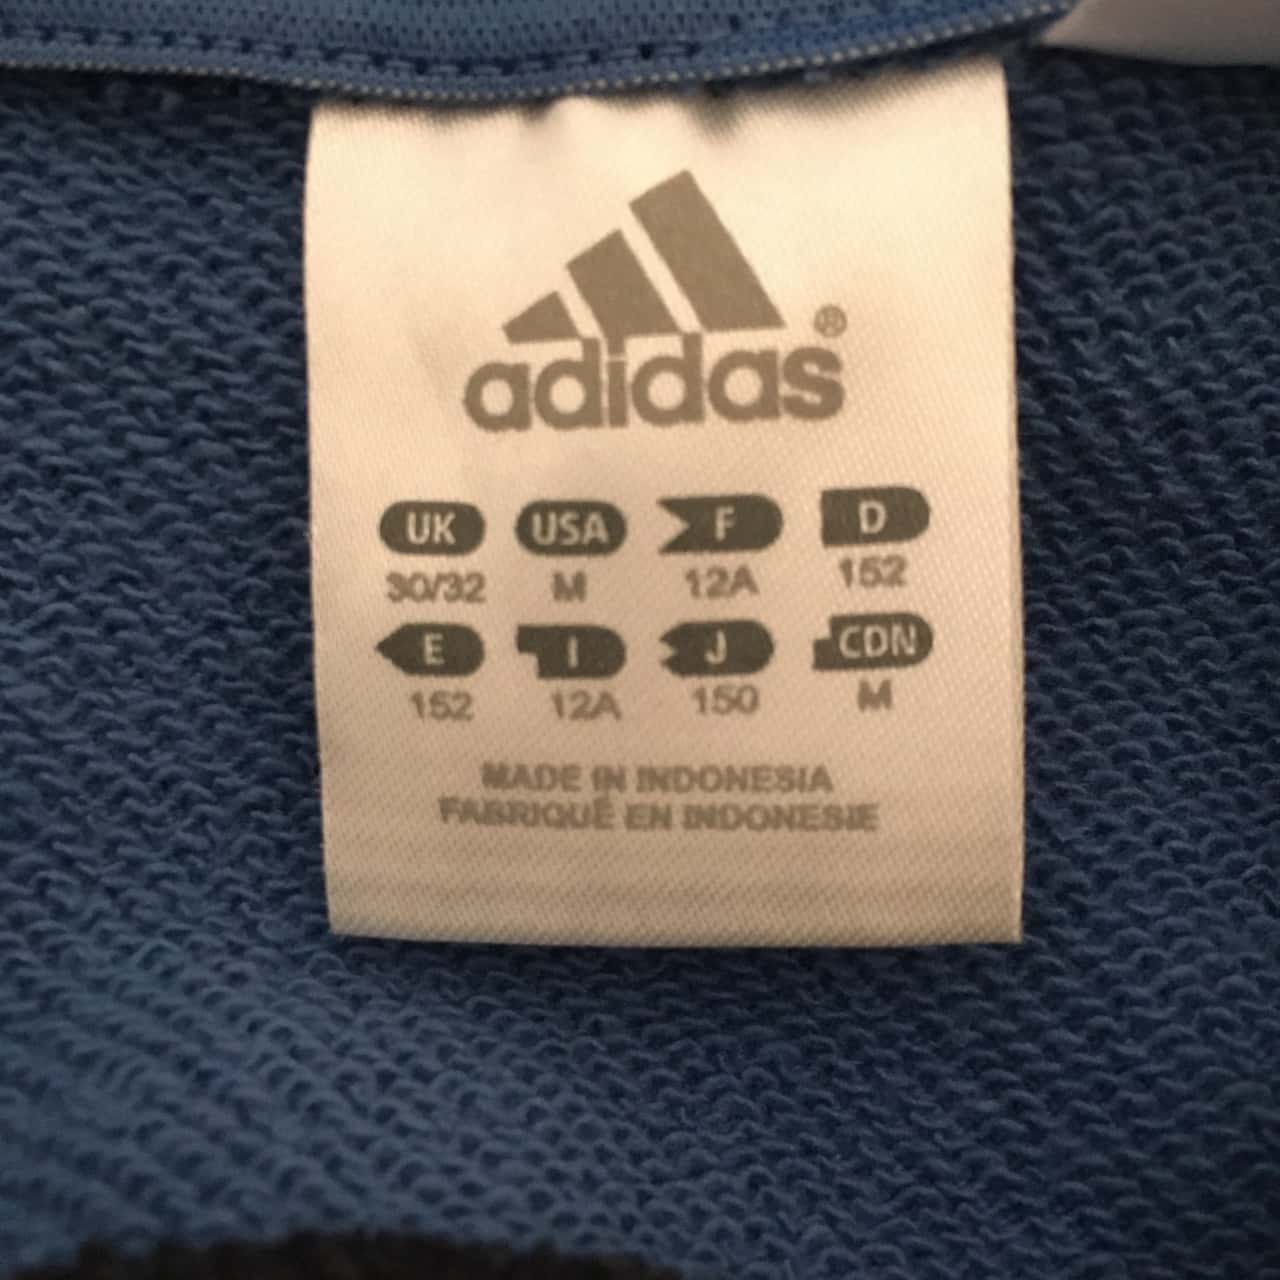 adidas®
UK USA F D
30/32 M 12A 152
E I J CDN
152 12A 150 M
MADE IN INDONESIA
FABRIQUÉ EN INDONESIE